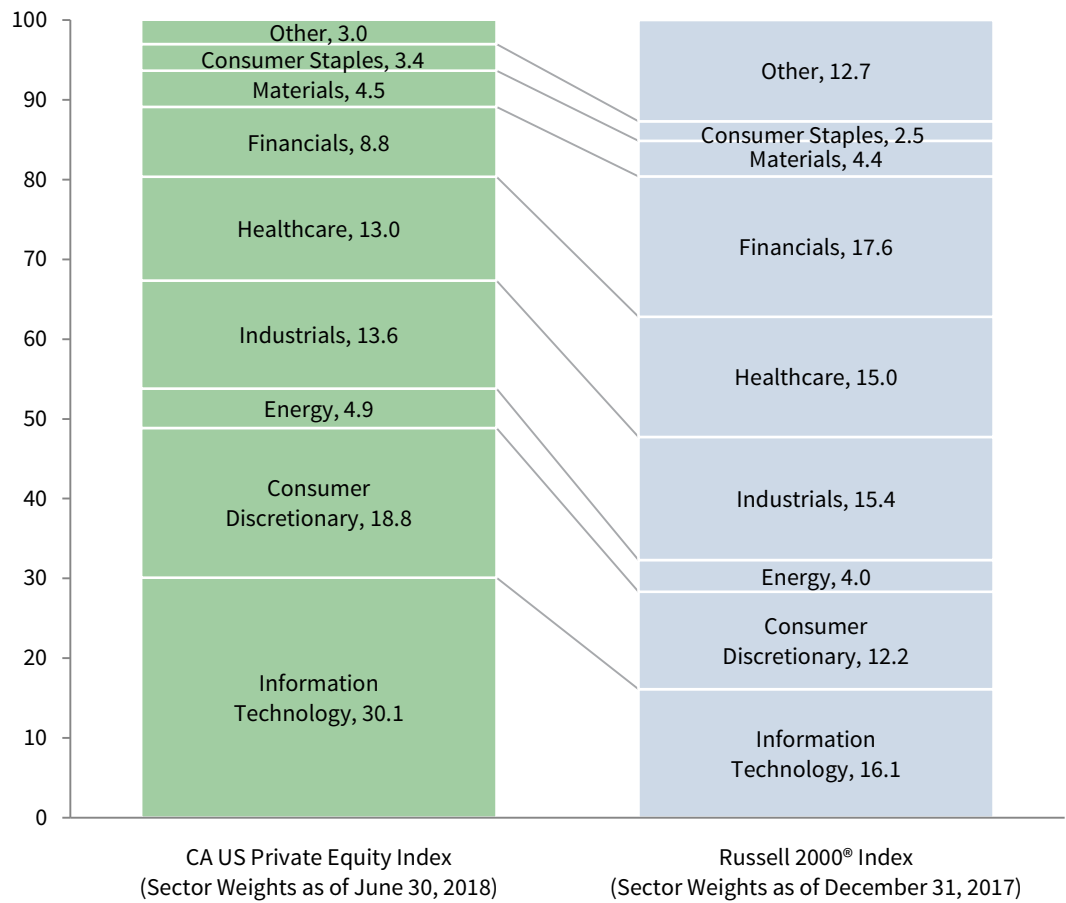 100
90
80
70
60
50
40
30
20
10
0
Other, 3.0
Consumer Staples, 3.4
Materials, 4.5
Financials, 8.8
Healthcare, 13.0
Industrials, 13.6
Energy, 4.9
Consumer
Discretionary, 18.8
Information
Technology, 30.1
Other, 12.7
Consumer Staples, 2.5
Materials, 4.4
Financials, 17.6
Healthcare, 15.0
Industrials, 15.4
Energy, 4.0
Consumer
Discretionary, 12.2
Information
Technology, 16.1
CA US Private Equity Index
(Sector Weights as of June 30, 2018)
Russell 2000® Index
(Sector Weights as of December 31, 2017)